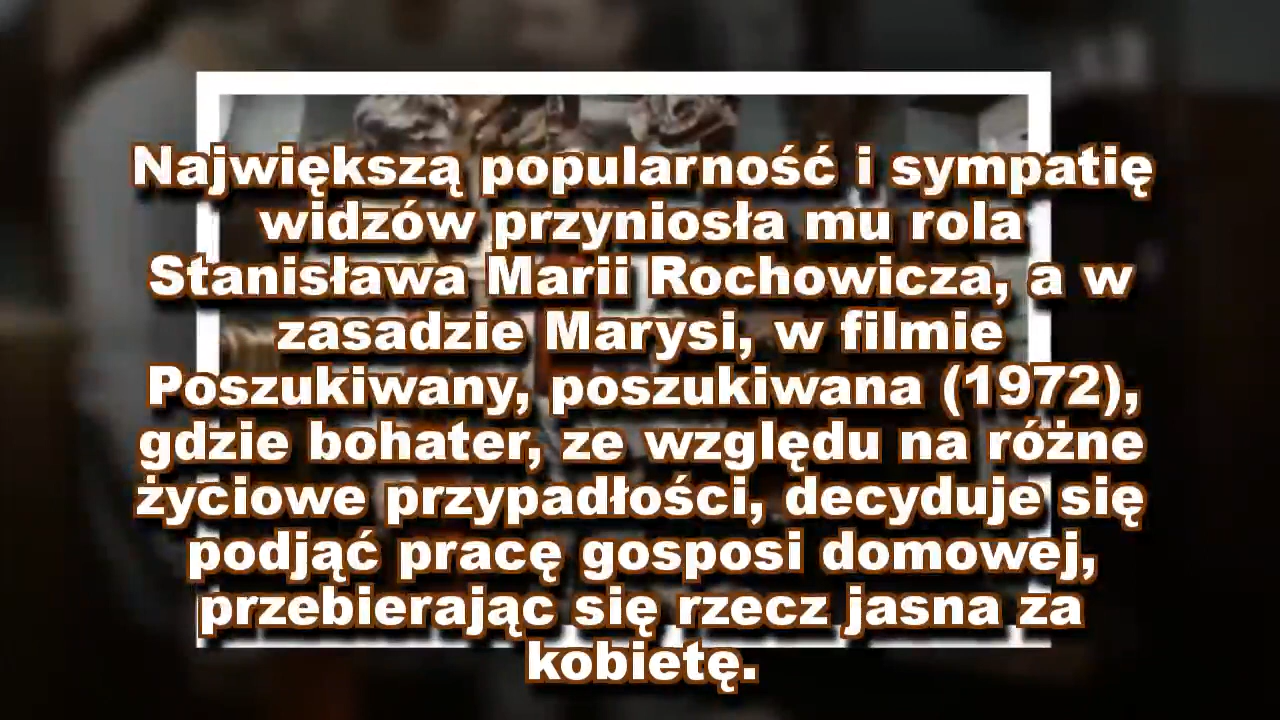 Największą popularność i sympatię
widzów przyniosła mu rola
Stanisława Marii Rochowicza, a w
zasadzie Marysi, w filmie
Poszukiwany, poszukiwana (1972),
gdzie bohater, ze względu na różne
życiowe przypadłości, decyduje się
podjąć pracę gosposi domowej,
przebierając się rzecz jasna za
kobietę.